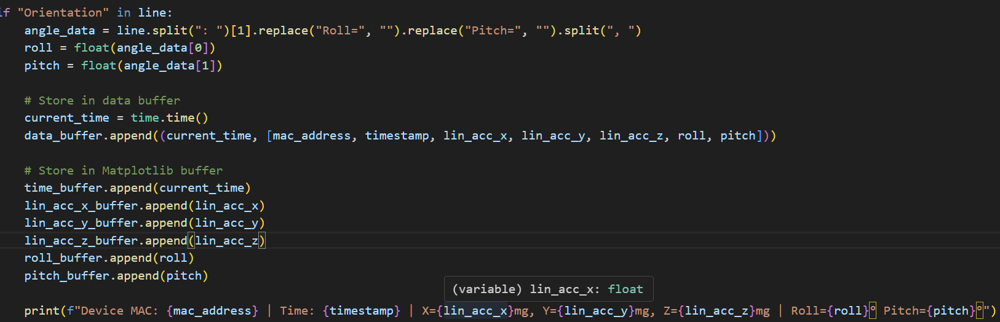 if "Orientation" in line:
    angle_data = line.split(": ")[1].replace("Roll=", "").replace("Pitch=", "").split(", ")
    roll = float(angle_data[0])
    pitch = float(angle_data[1])

    # Store in data buffer
    current_time = time.time()
    data_buffer.append((current_time, [mac_address, timestamp, lin_acc_x, lin_acc_y, lin_acc_z, roll, pitch]))

    # Store in Matplotlib buffer
    time_buffer.append(current_time)
    lin_acc_x_buffer.append(lin_acc_x)
    lin_acc_y_buffer.append(lin_acc_y)
    lin_acc_z_buffer.append(lin_acc_z)
    roll_buffer.append(roll)
    pitch_buffer.append(pitch)
(variable) lin_acc_x: float
    print(f"Device MAC: {mac_address} | Time: {timestamp} | X={lin_acc_x}mg, Y={lin_acc_y}mg, Z={lin_acc_z}mg | Roll={roll}º Pitch={pitch}º")